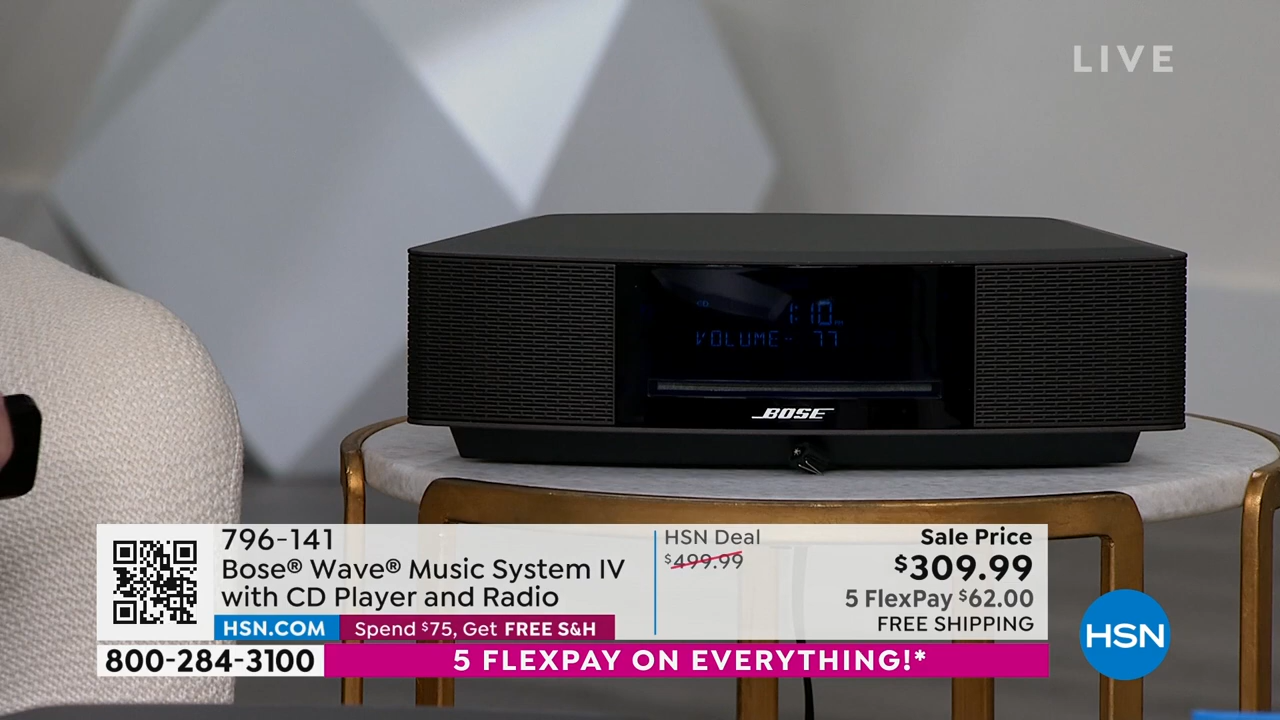 LIVE
1:10
VOLUME- 77
BOSE
796-141
Bose® Wave® Music System IV
with CD Player and Radio
HSN.COM
Spend $75, Get FREE S&H
HSN Deal
$499.99
Sale Price
$309.99
5 FlexPay $62.00
FREE SHIPPING
HSN
800-284-3100
5 FLEXPAY ON EVERYTHING!*